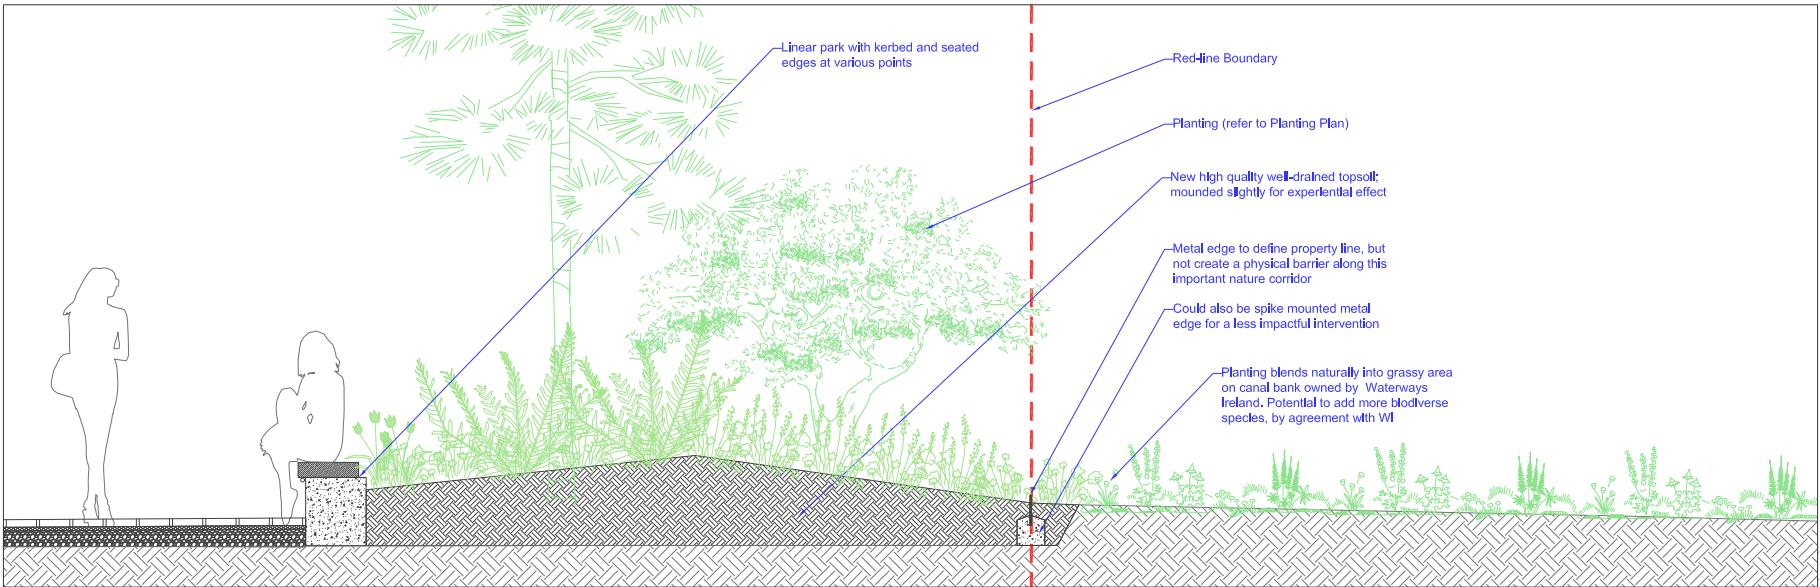 Linear park with kerbed and seated
edges at various points
Red-line Boundary
Planting (refer to Planting Plan)
New high quality well-drained topsoil;
mounded slightly for experiential effect
Metal edge to define property line, but
not create a physical barrier along this
important nature corridor
Could also be spike mounted metal
edge for a less impactful intervention
Planting blends naturally into grassy area
on canal bank owned by Waterways
Ireland. Potential to add more biodiverse
species, by agreement with WI